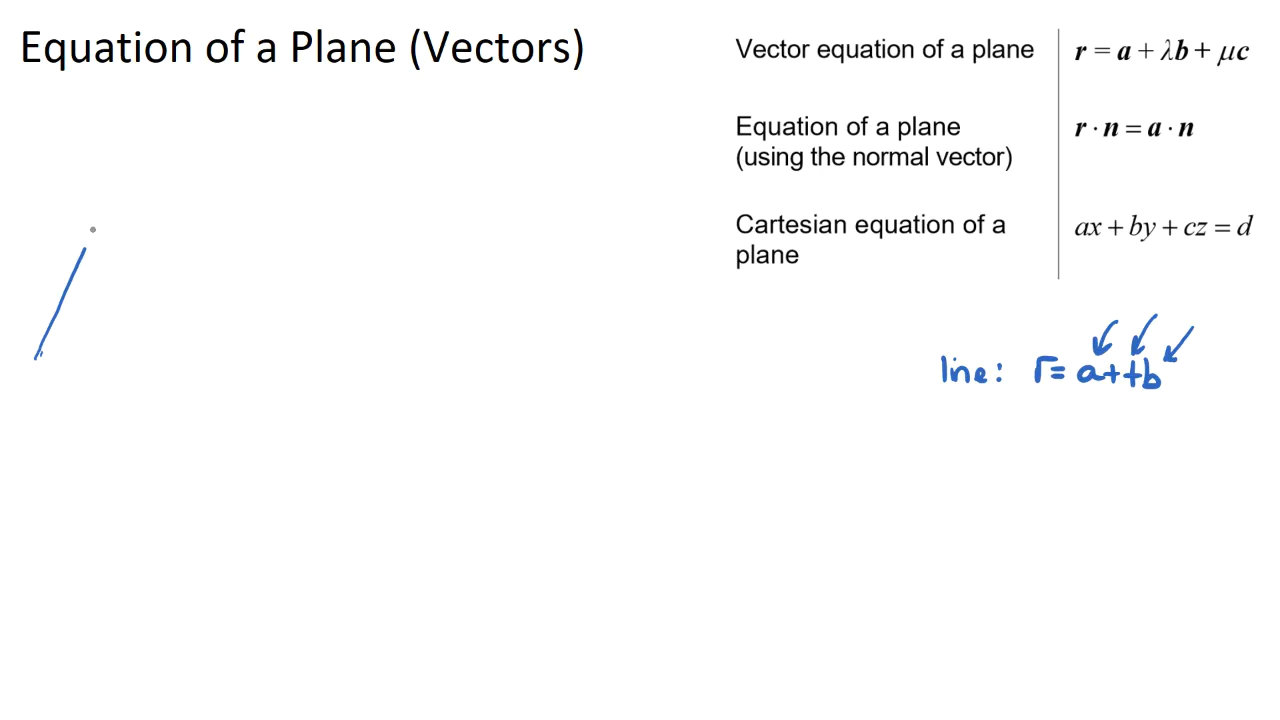 Equation of a Plane (Vectors)
Vector equation of a plane r = a + λb + μc
Equation of a plane r · n = a · n
(using the normal vector)
Cartesian equation of a ax + by + cz = d
plane
line: r= a+tb